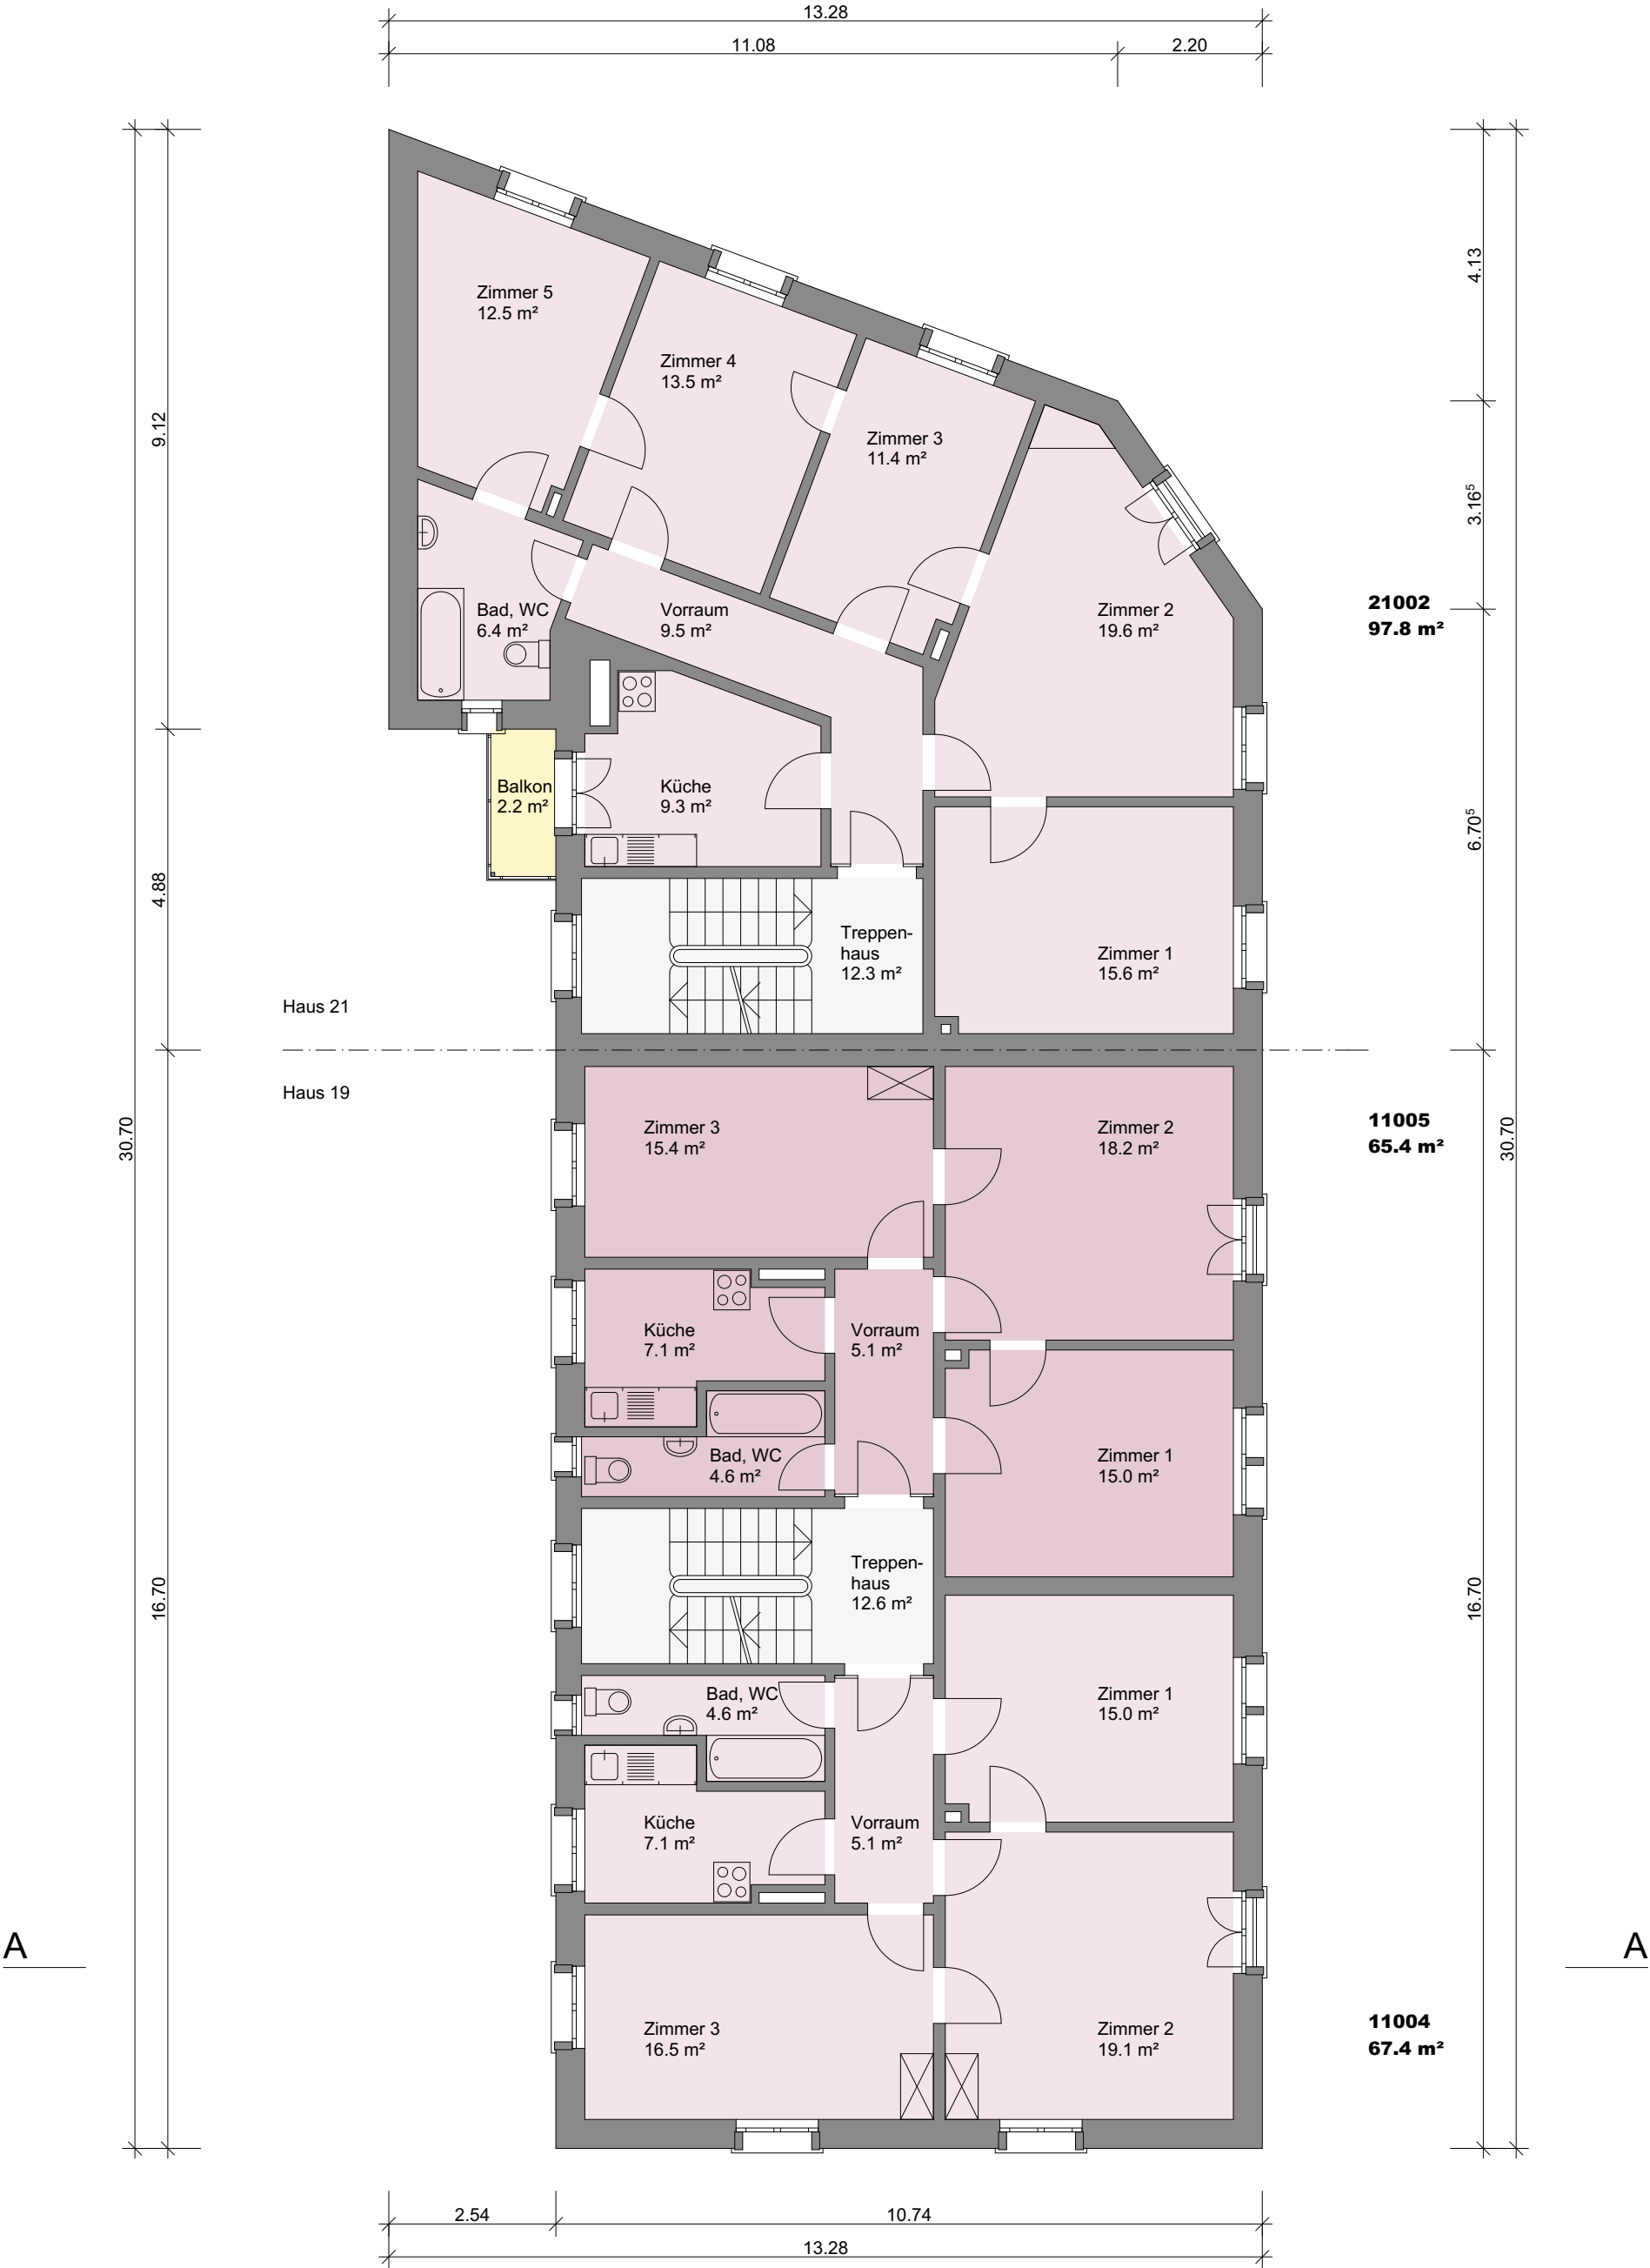 13.28
11.08
2.20
Zimmer 5
12.5 m²
Zimmer 4
13.5 m²
Zimmer 3
11.4 m²
4.13
9.12
3.16⁵
Bad, WC
6.4 m²
Vorraum
9.5 m²
Zimmer 2
19.6 m²
21002
97.8 m²
Balkon
2.2 m²
Küche
9.3 m²
6.70⁵
4.88
Treppen-
haus
12.3 m²
Zimmer 1
15.6 m²
Haus 21
Haus 19
30.70
Zimmer 3
15.4 m²
Zimmer 2
18.2 m²
11005
65.4 m²
30.70
Küche
7.1 m²
Vorraum
5.1 m²
Bad, WC
4.6 m²
Zimmer 1
15.0 m²
16.70
Treppen-
haus
12.6 m²
16.70
Bad, WC
4.6 m²
Zimmer 1
15.0 m²
Küche
7.1 m²
Vorraum
5.1 m²
A
A
Zimmer 3
16.5 m²
Zimmer 2
19.1 m²
11004
67.4 m²
2.54
10.74
13.28